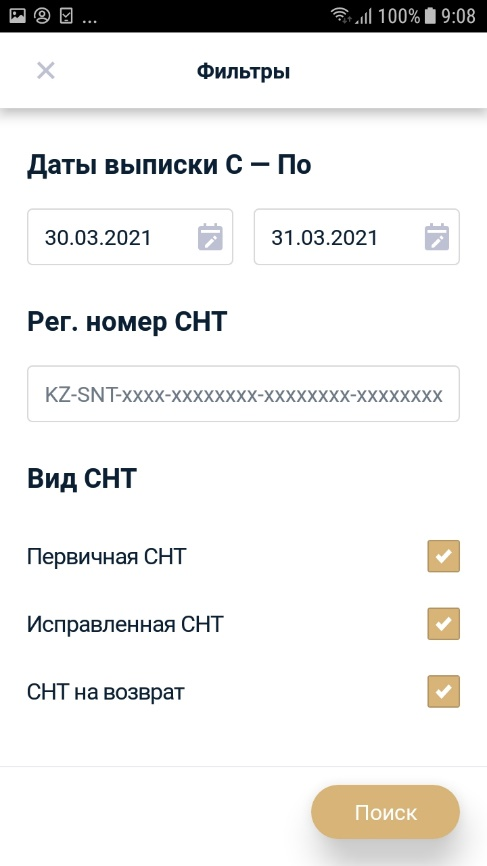 ... 100% 9:08
Фильтры
Даты выписки С — По
30.03.2021 31.03.2021
Рег. номер СНТ
KZ-SNT-xxxx-xxxxxxxx-xxxxxxxx-xxxxxxxx
Вид СНТ
Первичная СНТ
Исправленная СНТ
СНТ на возврат
Поиск